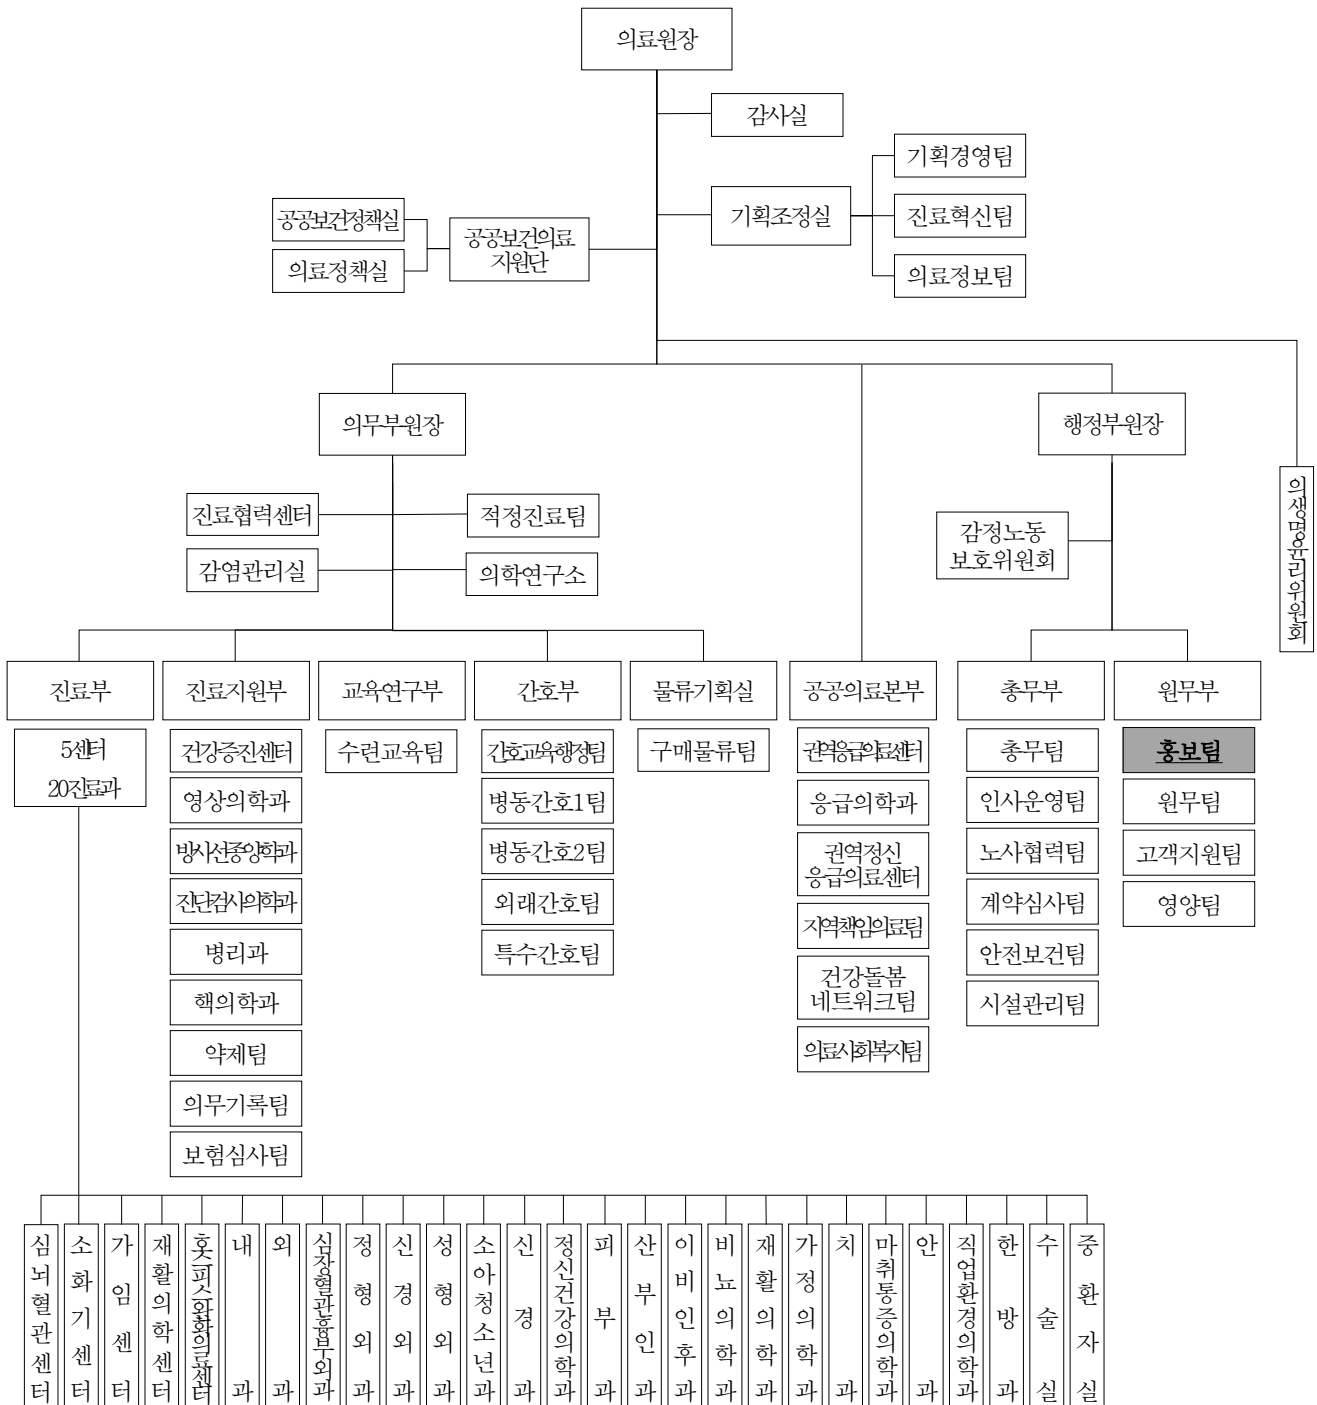 의료원장
감사실
기획경영팀
기획조정실
진료혁신팀
의료정보팀
공공보건정책실
의료정책실
공공보건의료
지원단
의무부원장
행정부원장
의생명윤리위원회
진료협력센터
적정진료팀
감염관리실
의학연구소
감정노동
보호위원회
진료부
진료지원부
교육연구부
간호부
물류기획실
공공의료본부
총무부
원무부
5센터
20진료과
건강증진센터
영상의학과
방사선종양학과
진단검사의학과
병리과
핵의학과
약제팀
의무기록팀
보험심사팀
수련교육팀
간호교육행정팀
병동간호1팀
병동간호2팀
외래간호팀
특수간호팀
구매물류팀
권역응급의료센터
응급의학과
권역정신
응급의료센터
지역책임의료팀
건강돌봄
네트워크팀
의료사회복지팀
총무팀
인사운영팀
노사협력팀
계약심사팀
안전보건팀
시설관리팀
홍보팀
원무팀
고객지원팀
영양팀
심뇌혈관센터
소화기센터
가임센터
재활의학센터
호스피스완화의료센터
내과
외과
심장혈관흉부외과
정형외과
신경외과
성형외과
소아청소년과
신경과
정신건강의학과
피부과
산부인과
이비인후과
비뇨의학과
재활의학과
가정의학과
치과
마취통증의학과
안과
직업환경의학과
한방과
수술실
중환자실